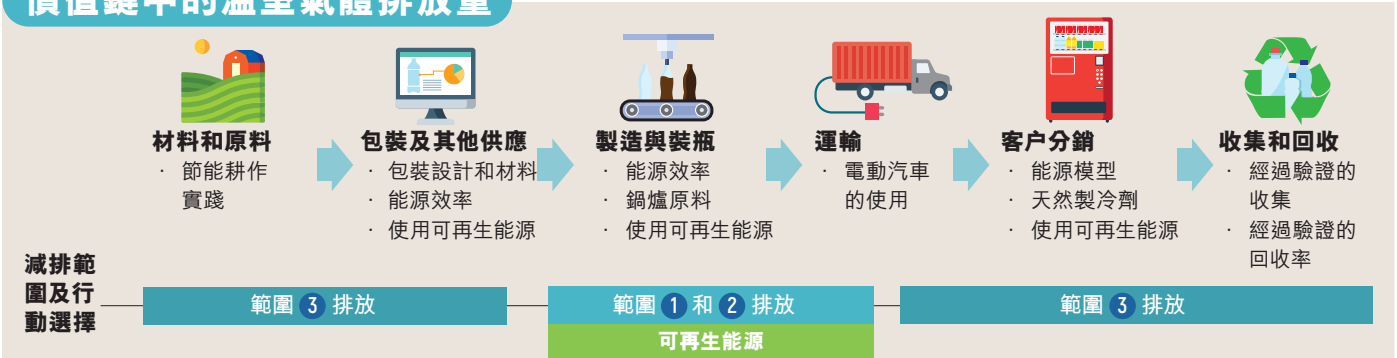 價值鏈中的溫室氣體排放量
材料和原料
· 節能耕作
實踐
包裝及其他供應
· 包裝設計和材料
· 能源效率
· 使用可再生能源
製造與裝瓶
· 能源效率
· 鍋爐原料
· 使用可再生能源
運輸
· 電動汽車
的使用
客户分銷
· 能源模型
· 天然製冷劑
· 使用可再生能源
收集和回收
· 經過驗證的
收集
· 經過驗證的
回收率
減排範
圍及行
動選擇
範圍 3 排放
範圍 1 和 2 排放
可再生能源
範圍 3 排放